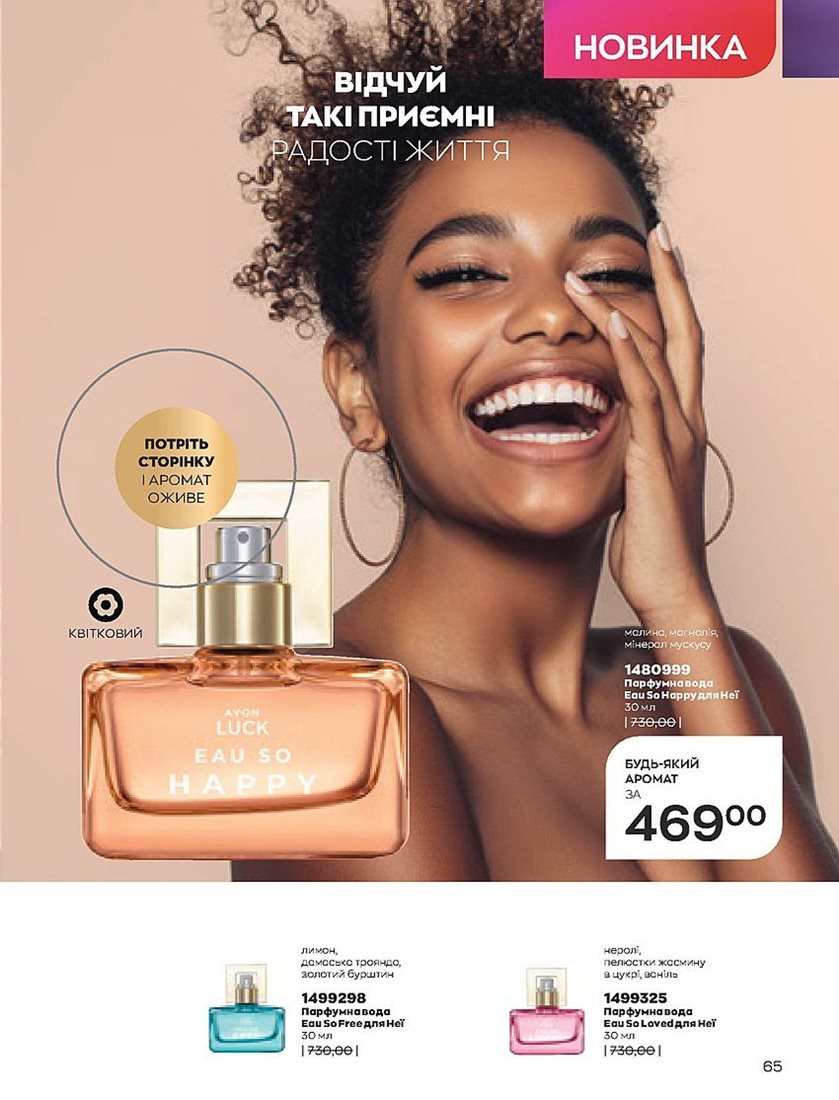 НОВИНКА
ВІДЧУЙ
ТАКІ ПРИЄМНІ
РАДОСТІ ЖИТТЯ
ПОТРІТЬ
СТОРІНКУ
І АРОМАТ
ОЖИВЕ
КВІТКОВИЙ
AVON
LUCK
EAU SO
HAPPY
малина, магнолія,
мінерал мускусу
1480999
Парфумна вода
Eau So Happy для Неї
30 мл
| 730,00 |
БУДЬ-ЯКИЙ
АРОМАТ
ЗА
469⁰⁰
лимон,
дамаська троянда,
золотий бурштин
1499298
Парфумна вода
Eau So Free для Неї
30 мл
| 730,00 |
неролі,
пелюстки жасмину
в цукрі, ваніль
1499325
Парфумна вода
Eau So Loved для Неї
30 мл
| 730,00 |
65